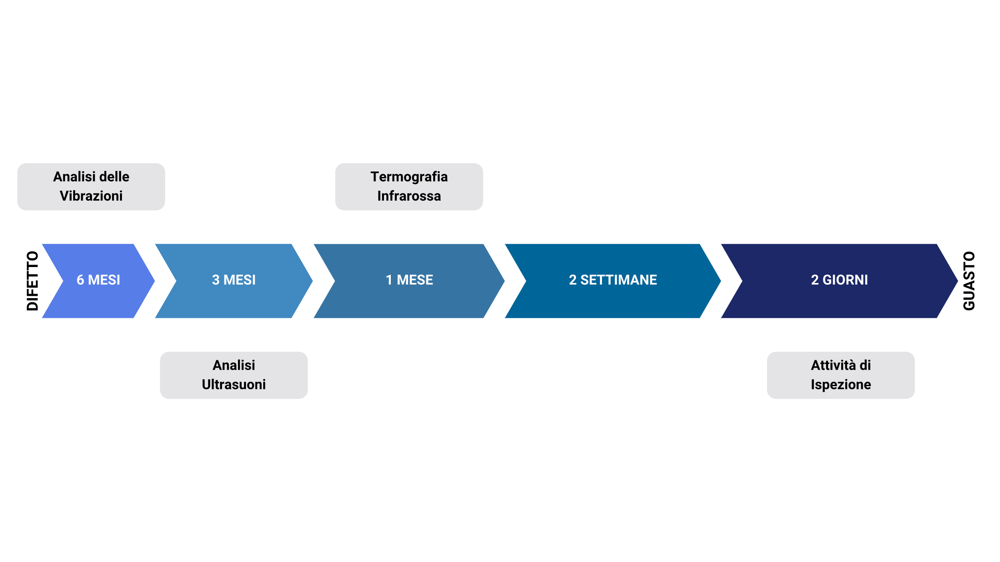 Analisi delle
Vibrazioni
Termografia
Infrarossa
DIFETTO
6 MESI
3 MESI
1 MESE
2 SETTIMANE
2 GIORNI
GUASTO
Analisi
Ultrasuoni
Attività di
Ispezione